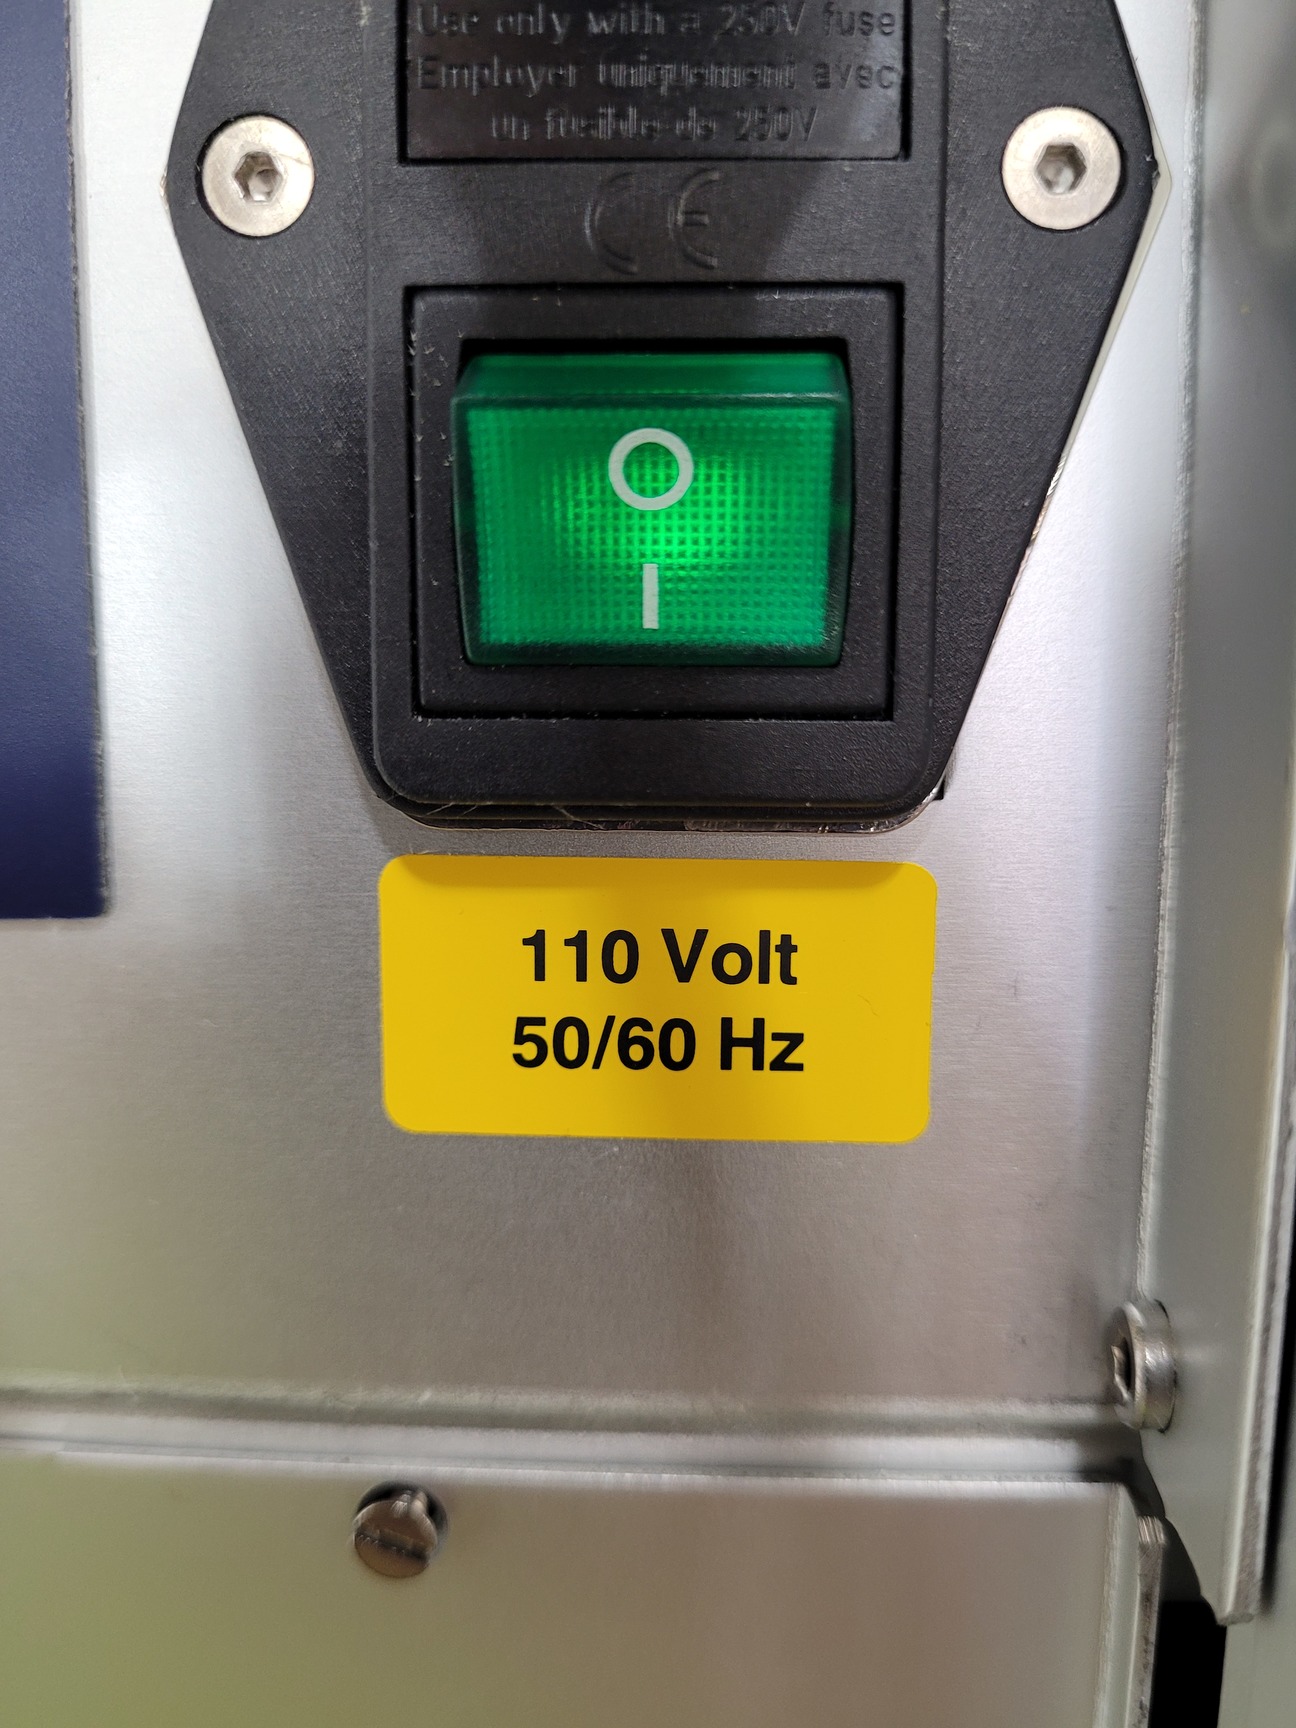 Use only with a 250V fuse
Employer uniquement avec
un fusible de 250V
CE
O
I
110 Volt
50/60 Hz